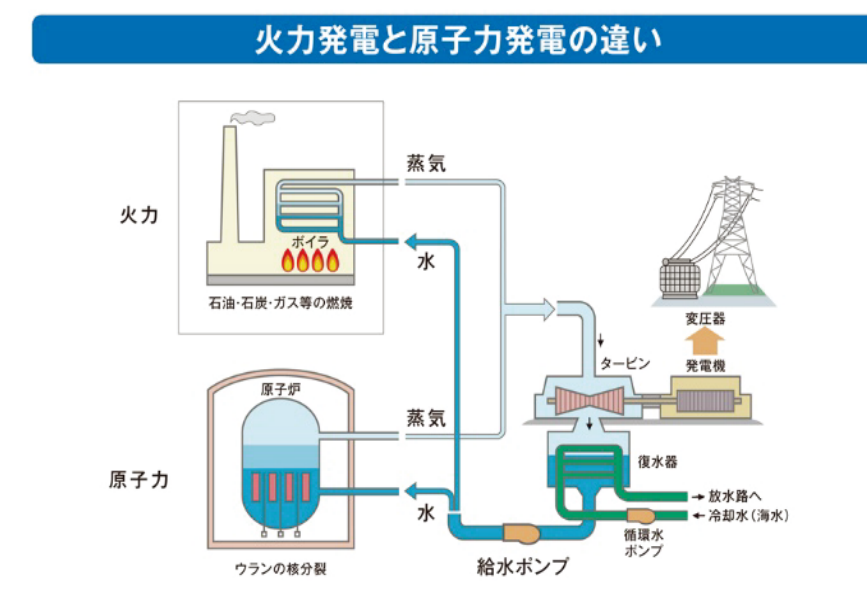 火力発電と原子力発電の違い
火力
蒸気
ボイラ
水
石油・石炭・ガス等の燃焼
変圧器
発電機
タービン
原子炉
蒸気
原子力
水
ウランの核分裂
復水器
→放水路へ
←冷却水(海水)
循環水
ポンプ
給水ポンプ